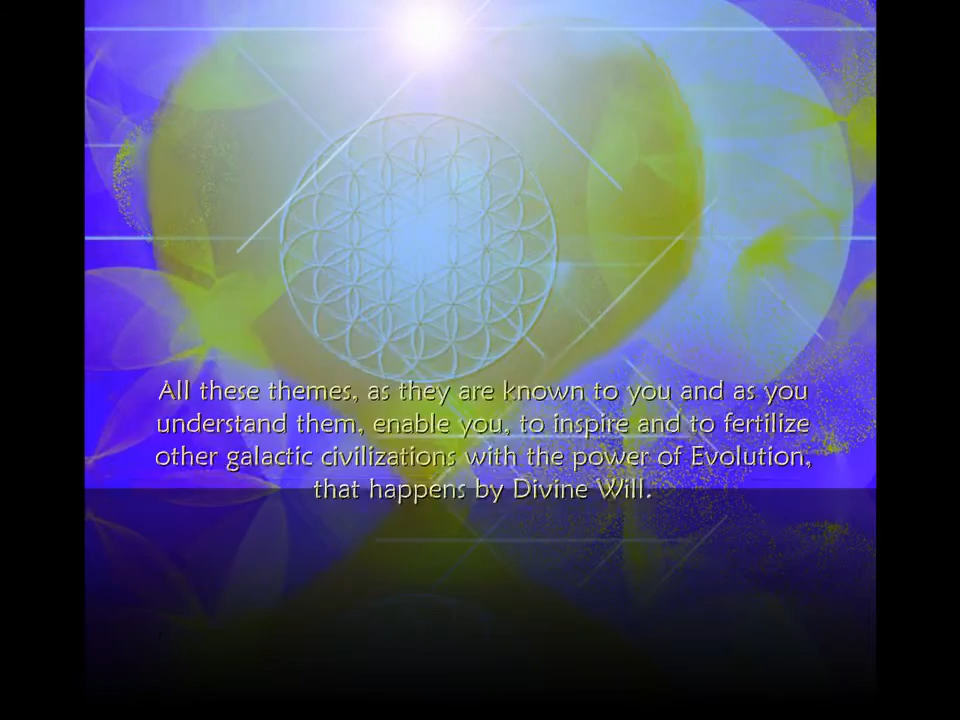 All these themes, as they are known to you and as you
understand them, enable you, to inspire and to fertilize
other galactic civilizations with the power of Evolution,
that happens by Divine Will.